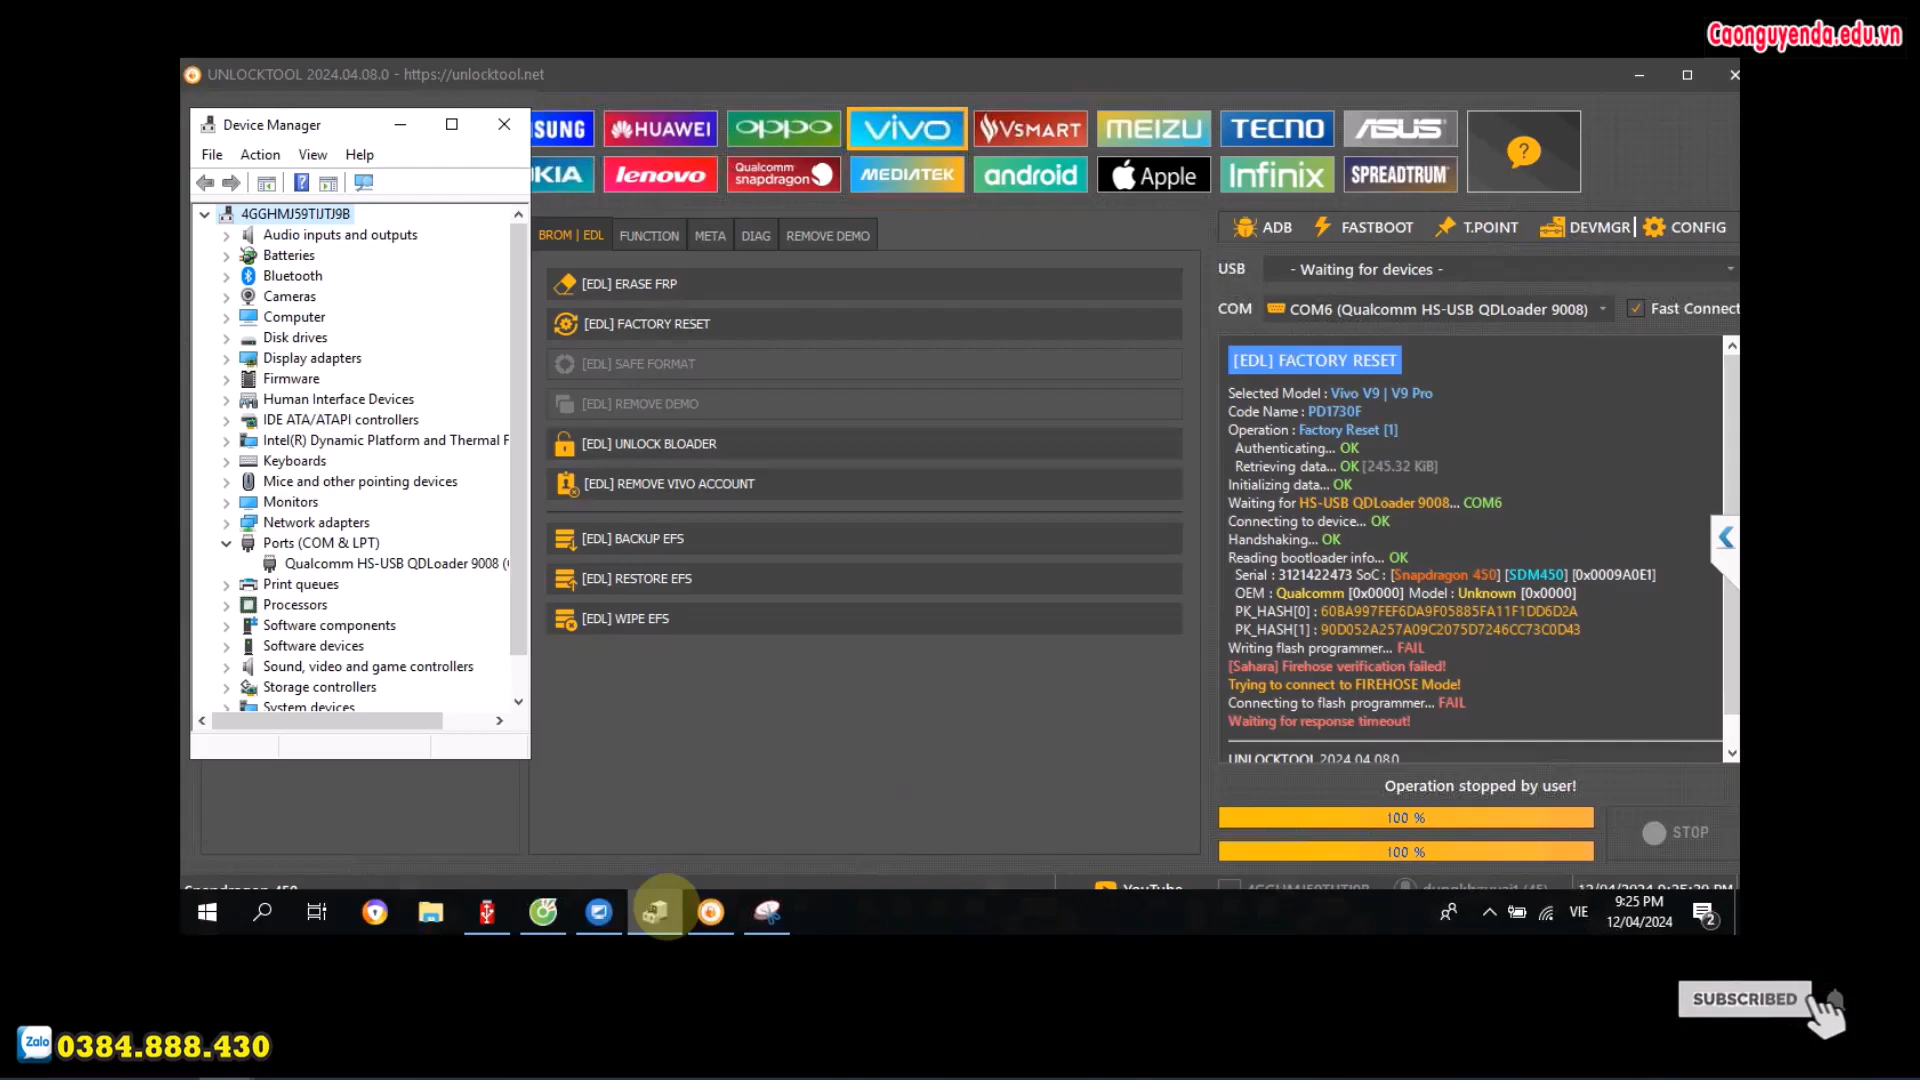 Caonguyenda.edu.vn
UNLOCKTOOL 2024.04.08.0 - https://unlocktool.net
Device Manager
File Action View Help
4GGHMJ59TIJTJ9B
Audio inputs and outputs
Batteries
Bluetooth
Cameras
Computer
Disk drives
Display adapters
Firmware
Human Interface Devices
IDE ATA/ATAPI controllers
Intel(R) Dynamic Platform and Thermal F
Keyboards
Mice and other pointing devices
Monitors
Network adapters
Ports (COM & LPT)
Qualcomm HS-USB QDLoader 9008 (
Print queues
Processors
Software components
Software devices
Sound, video and game controllers
Storage controllers
System devices
SUNG HUAWEI oppo vivo VSMART MEIZU TECNO ASUS
KIA lenovo Qualcomm snapdragon MEDIATEK android Apple Infinix SPREADTRUM
?
BROM | EDL FUNCTION META DIAG REMOVE DEMO
[EDL] ERASE FRP
[EDL] FACTORY RESET
[EDL] SAFE FORMAT
[EDL] REMOVE DEMO
[EDL] UNLOCK BLOADER
[EDL] REMOVE VIVO ACCOUNT
[EDL] BACKUP EFS
[EDL] RESTORE EFS
[EDL] WIPE EFS
ADB FASTBOOT T.POINT DEVMGR CONFIG
USB - Waiting for devices -
COM COM6 (Qualcomm HS-USB QDLoader 9008) Fast Connect
[EDL] FACTORY RESET
Selected Model : Vivo V9 | V9 Pro
Code Name : PD1730F
Operation : Factory Reset [1]
Authenticating... OK
Retrieving data... OK [245.32 KiB]
Initializing data... OK
Waiting for HS-USB QDLoader 9008... COM6
Connecting to device... OK
Handshaking... OK
Reading bootloader info... OK
Serial : 3121422473 SoC : [Snapdragon 450] [SDM450] [0x0009A0E1]
OEM : Qualcomm [0x0000] Model : Unknown [0x0000]
PK_HASH[0] : 60BA997FEF6DA9F05885FA11F1DD6D2A
PK_HASH[1] : 90D052A257A09C2075D7246CC73C0D43
Writing flash programmer... FAIL
[Sahara] Firehose verification failed!
Trying to connect to FIREHOSE Mode!
Connecting to flash programmer... FAIL
Waiting for response timeout!
UNLOCKTOOL 2024.04.08.0
Operation stopped by user!
100 %
100 %
STOP
Snapdragon 450
YouTube 4GGHMJ59TIJTJ9B
VIE
9:25 PM
12/04/2024
2
SUBSCRIBED
Zalo 0384.888.430